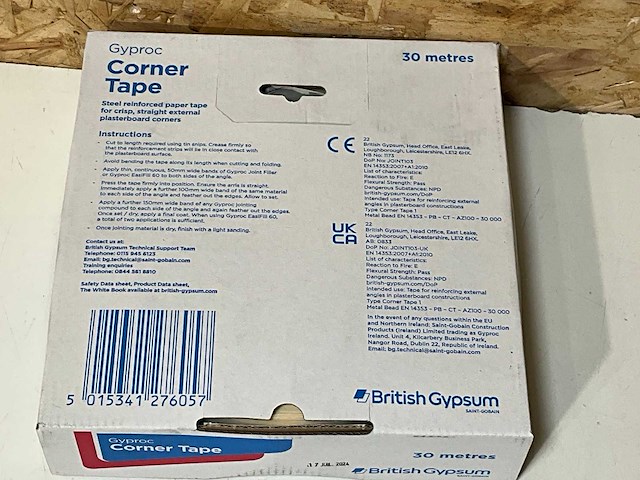 Gyproc
Corner
Tape
Steel reinforced paper tape
for crisp, straight external
plasterboard corners
30 metres
Instructions
- Cut to length required using tin snips. Crease firmly so
that the reinforcement strips will lie in close contact with
the plasterboard surface.
- Avoid bending the tape along its length when cutting and folding.
- Apply thin, continuous, 50mm wide bands of Gyproc Joint Filler
or Gyproc EasiFill 60 to both sides of the angle.
- Press the tape firmly into position. Ensure the arris is straight.
Immediately apply a further 100mm wide band of the same material
to each side of the angle and feather out the edges. Allow to set.
- Apply a further 150mm wide band of any Gyproc jointing
compound to each side of the angle and again feather out the edges.
Once set / dry, apply a final coat. When using Gyproc EasiFill 60,
a total of two applications is sufficient.
- Once jointing material is dry, finish with a light sanding.
Contact us at:
British Gypsum Technical Support Team
Telephone: 0115 945 6123
Email: bg.technical@saint-gobain.com
Training enquiries
Telephone: 0844 561 8810
Safety Data sheet, Product Data sheet,
The White Book available at british-gypsum.com
5 015341 276057
CE
22
British Gypsum, Head Office, East Leake,
Loughborough, Leicestershire, LE12 6HX,
NB No: 1173
DoP No: JOINT103
EN 14353:2007+A1:2010
List of characteristics:
Reaction to Fire: E
Flexural Strength: Pass
Dangerous Substances: NPD
british-gypsum.com/DoP
Intended use: Tape for reinforcing external
angles in plasterboard constructions
Type Corner Tape 1
Metal Bead EN 14353 – PB – CT – AZ100 – 30 000
UK
CA
22
British Gypsum, Head Office, East Leake,
Loughborough, Leicestershire, LE12 6HX,
AB: 0833
DoP No: JOINT103-UK
EN 14353:2007+A1:2010
List of characteristics:
Reaction to Fire: E
Flexural Strength: Pass
Dangerous Substances: NPD
british-gypsum.com/DoP
Intended use: Tape for reinforcing external
angles in plasterboard constructions
Type Corner Tape 1
Metal Bead EN 14353 – PB – CT – AZ100 – 30 000
In the event of any questions within the EU
and Northern Ireland: Saint-Gobain Construction
Products (Ireland) Limited trading as Gyproc
Ireland. Unit 4, Kilcarbery Business Park,
Nangor Road, Dublin 22, Republic of Ireland.
Email: bg.technical@saint-gobain.com
British Gypsum
SAINT-GOBAIN
Gyproc
Corner Tape
17 JUIL. 2024
30 metres
British Gypsum